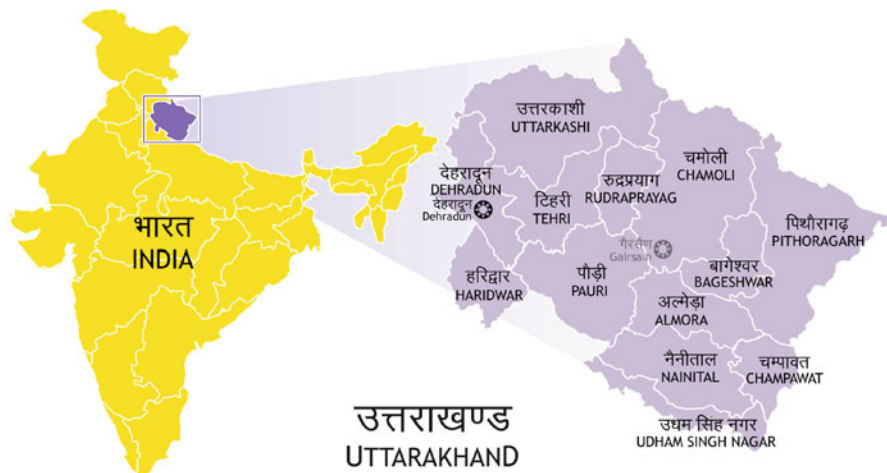 भारत
INDIA
उत्तराखण्ड
UTTARAKHAND
उत्तरकाशी
UTTARKASHI
चमोली
CHAMOLI
देहरादून
DEHRADUN
देहरादून
Dehradun
टिहरी
TEHRI
रुद्रप्रयाग
RUDRAPRAYAG
पिथौरागढ़
PITHORAGARH
गैरसैण
Gairsain
हरिद्वार
HARIDWAR
पौड़ी
PAURI
बागेश्वर
BAGESHWAR
अल्मेड़ा
ALMORA
नैनीताल
NAINITAL
चम्पावत
CHAMPAWAT
उधम सिंह नगर
UDHAM SINGH NAGAR